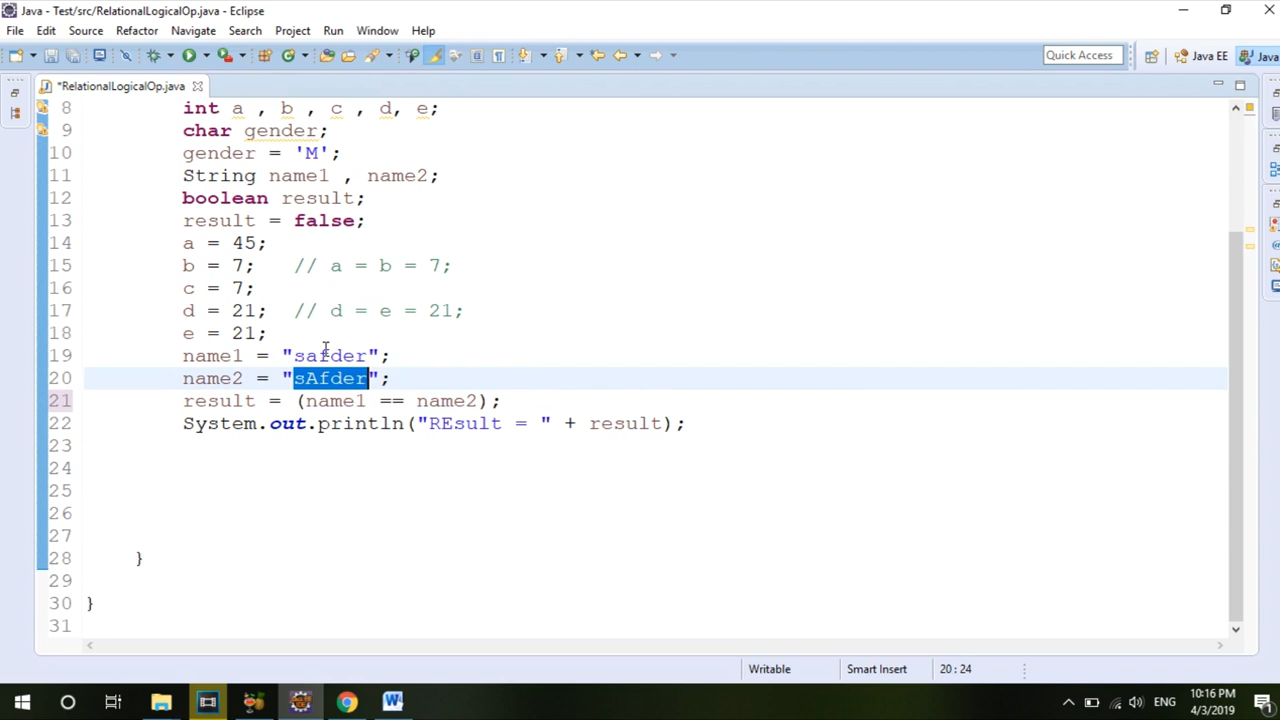 Java - Test/src/RelationalLogicalOp.java - Eclipse
File Edit Source Refactor Navigate Search Project Run Window Help
Quick Access
Java EE
Java
*RelationalLogicalOp.java
8 int a , b , c , d, e;
9 char gender;
10 gender = 'M';
11 String name1 , name2;
12 boolean result;
13 result = false;
14 a = 45;
15 b = 7; // a = b = 7;
16 c = 7;
17 d = 21; // d = e = 21;
18 e = 21;
19 name1 = "safder";
20 name2 = "sAfder";
21 result = (name1 == name2);
22 System.out.println("REsult = " + result);
23
24
25
26
27
28 }
29
30 }
31
Writable Smart Insert 20 : 24
ENG
10:16 PM
4/3/2019